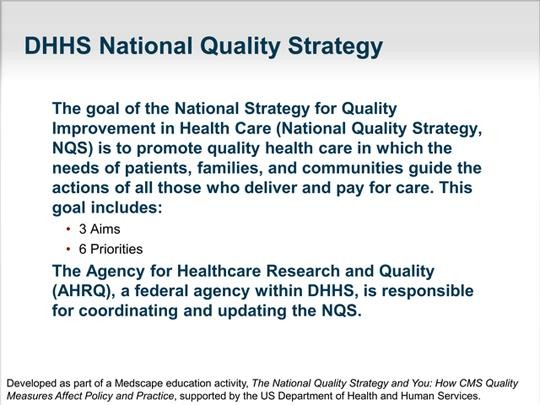 DHHS National Quality Strategy
The goal of the National Strategy for Quality
Improvement in Health Care (National Quality Strategy,
NQS) is to promote quality health care in which the
needs of patients, families, and communities guide the
actions of all those who deliver and pay for care. This
goal includes:
• 3 Aims
• 6 Priorities
The Agency for Healthcare Research and Quality
(AHRQ), a federal agency within DHHS, is responsible
for coordinating and updating the NQS.
Developed as part of a Medscape education activity, The National Quality Strategy and You: How CMS Quality
Measures Affect Policy and Practice, supported by the US Department of Health and Human Services.